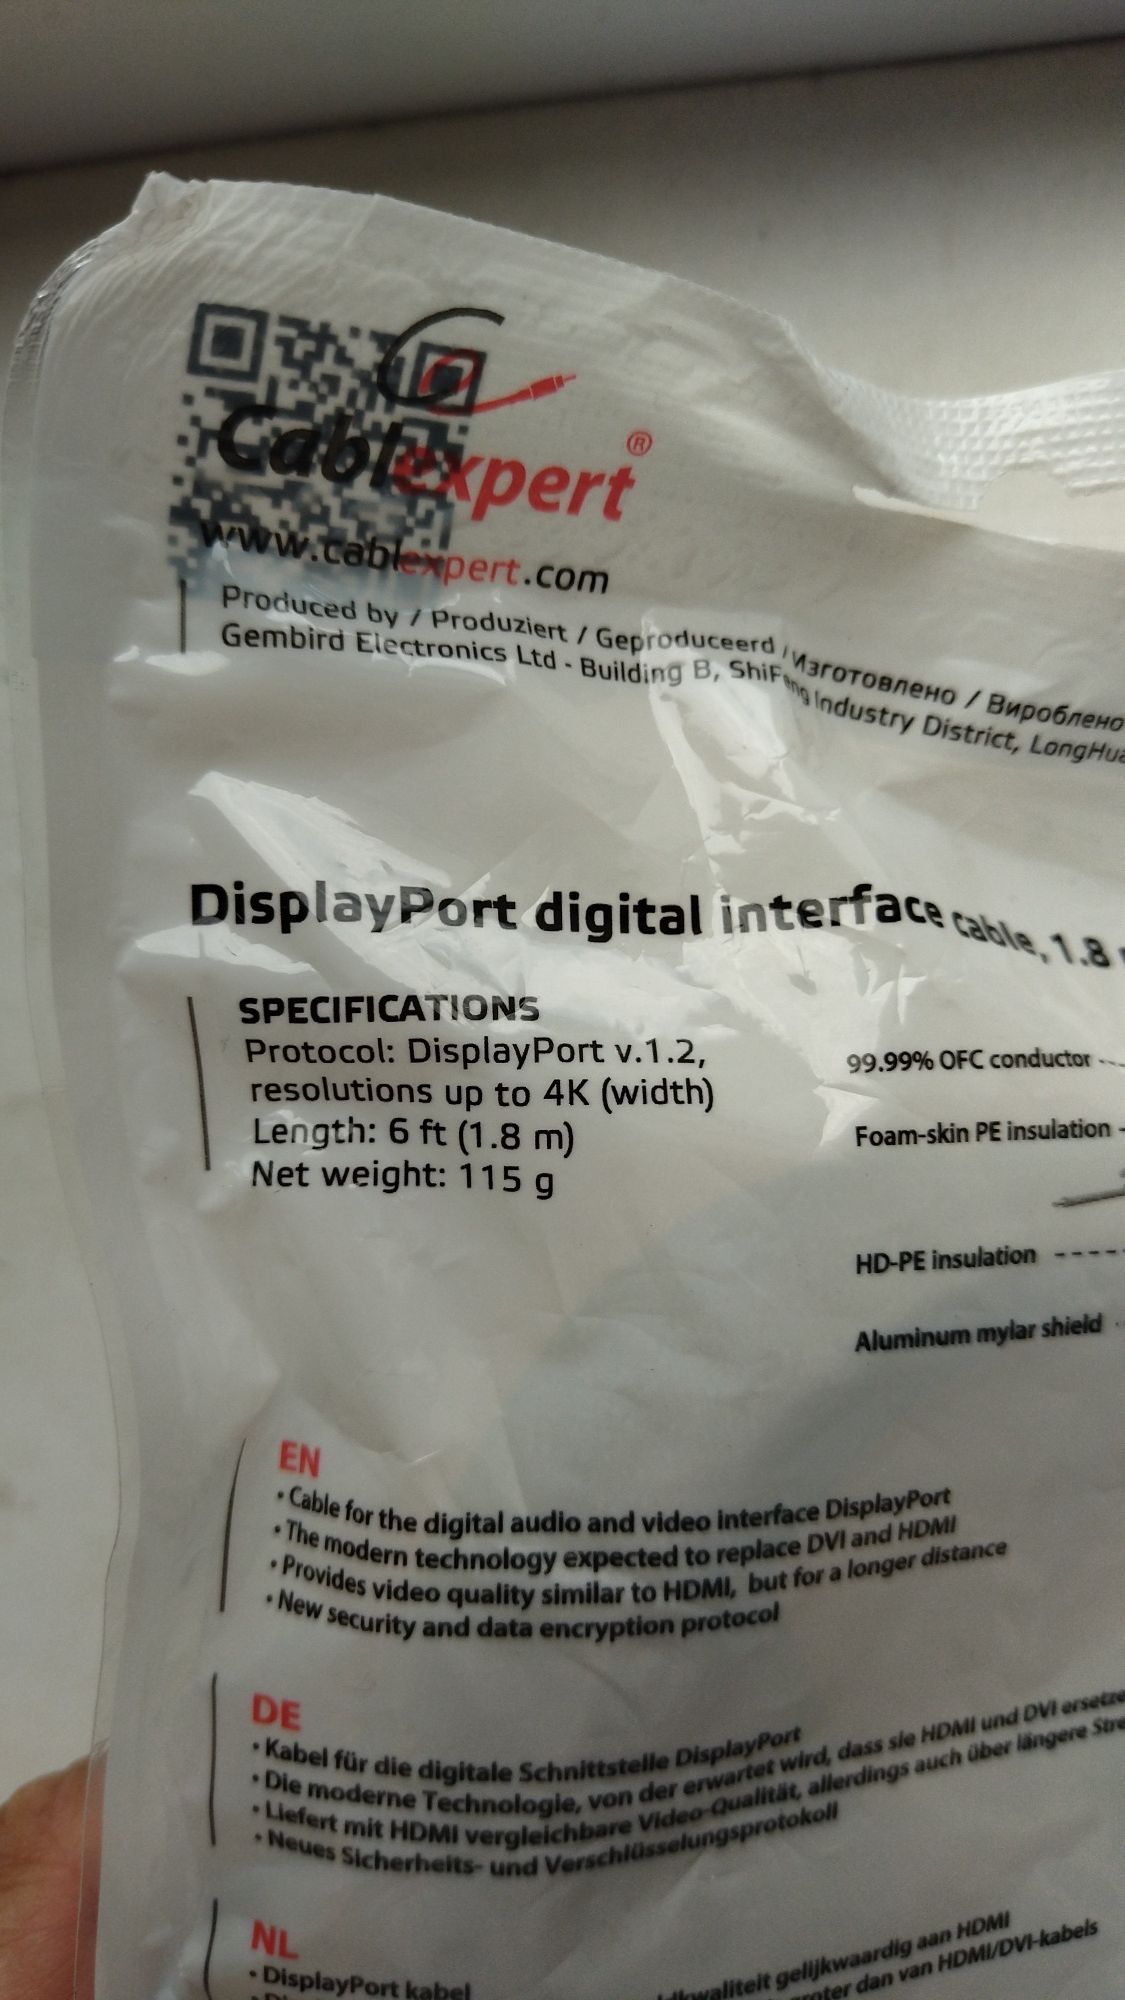 Cablexpert®
www.cablexpert.com
Produced by / Produziert / Geproduceerd / Изготовлено / Вироблено
Gembird Electronics Ltd - Building B, ShiFeng Industry District, LongHua
DisplayPort digital interface cable, 1.8
SPECIFICATIONS
Protocol: DisplayPort v.1.2,
resolutions up to 4K (width)
Length: 6 ft (1.8 m)
Net weight: 115 g
99.99% OFC conductor
Foam-skin PE insulation
HD-PE insulation
Aluminum mylar shield
EN
• Cable for the digital audio and video interface DisplayPort
• The modern technology expected to replace DVI and HDMI
• Provides video quality similar to HDMI, but for a longer distance
• New security and data encryption protocol
DE
• Kabel für die digitale Schnittstelle DisplayPort
• Die moderne Technologie, von der erwartet wird, dass sie HDMI und DVI ersetze
• Liefert mit HDMI vergleichbare Video-Qualität, allerdings auch über längere Stre
• Neues Sicherheits- und Verschlüsselungsprotokoll
NL
• DisplayPort kabel
gelijkwaardig aan HDMI
dan van HDMI/DVI-kabels